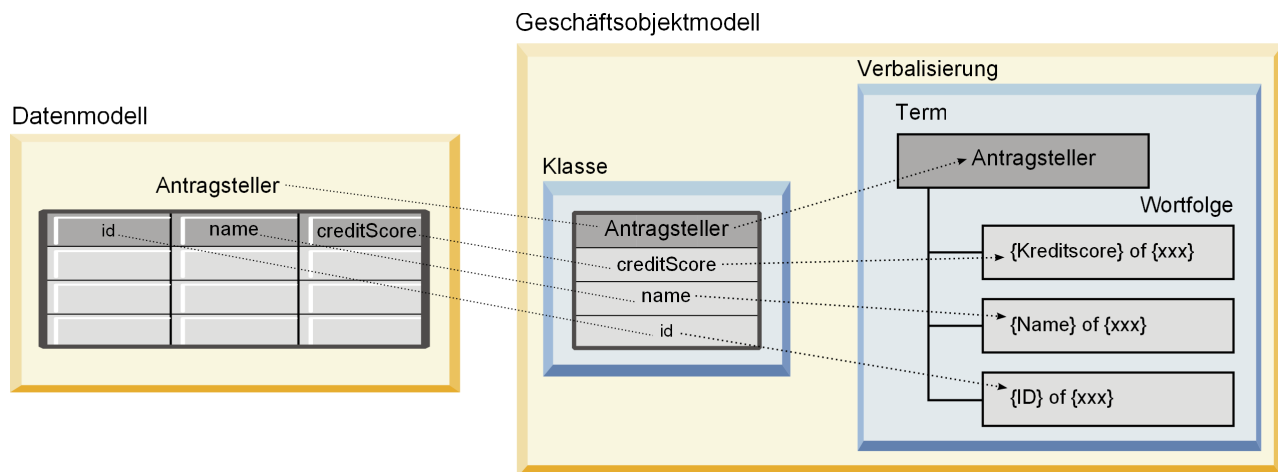 Geschäftsobjektmodell
Datenmodell
Antragsteller
id
name
creditScore
Klasse
Antragsteller
creditScore
name
id
Verbalisierung
Term
Antragsteller
Wortfolge
{Kreditscore} of {xxx}
{Name} of {xxx}
{ID} of {xxx}